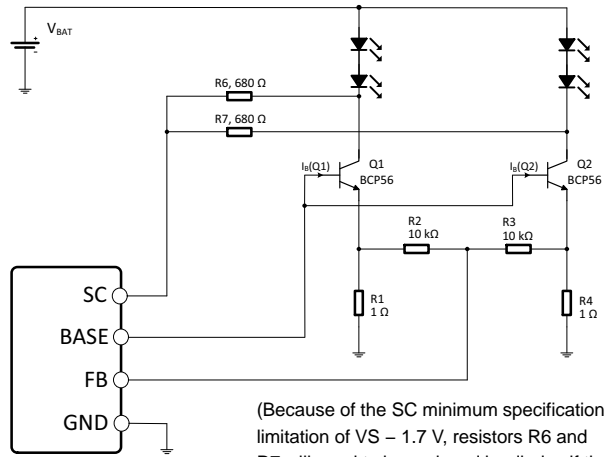 V BAT
R6, 680 Ω
R7, 680 Ω
IB(Q1)
Q1
BCP56
IB(Q2)
Q2
BCP56
R2
10 kΩ
R3
10 kΩ
R1
1 Ω
R4
1 Ω
SC
BASE
FB
GND
(Because of the SC minimum specification
limitation of VS – 1.7 V, resistors R6 and